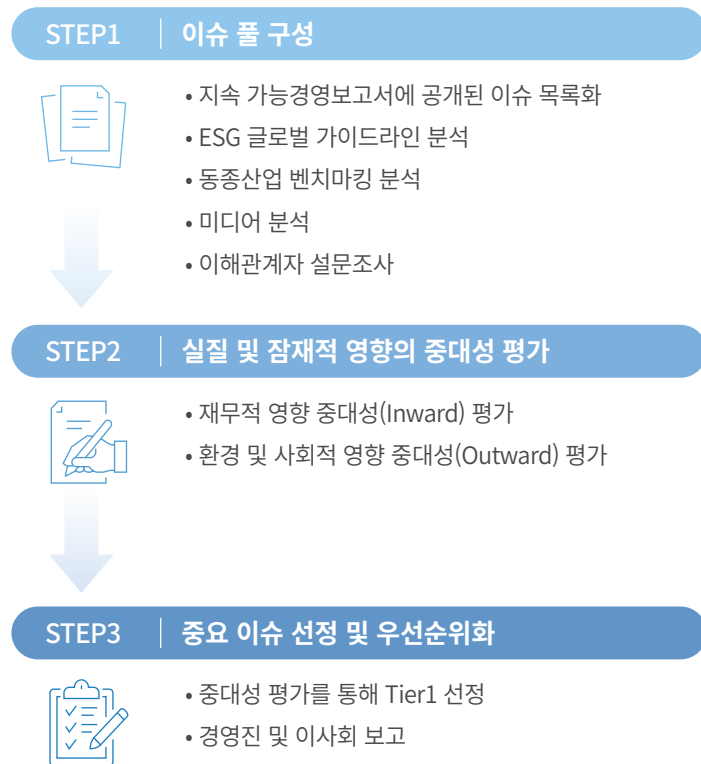 STEP1 이슈 풀 구성
• 지속 가능경영보고서에 공개된 이슈 목록화
• ESG 글로벌 가이드라인 분석
• 동종산업 벤치마킹 분석
• 미디어 분석
• 이해관계자 설문조사
STEP2 실질 및 잠재적 영향의 중대성 평가
• 재무적 영향 중대성(Inward) 평가
• 환경 및 사회적 영향 중대성(Outward) 평가
STEP3 중요 이슈 선정 및 우선순위화
• 중대성 평가를 통해 Tier1 선정
• 경영진 및 이사회 보고